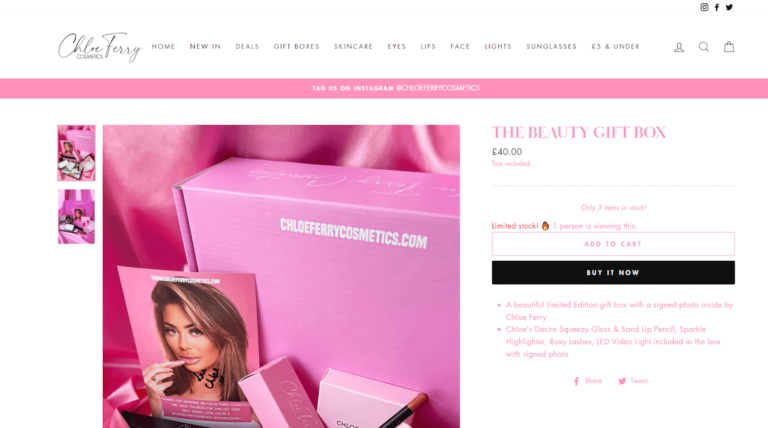 Chloe Ferry
COSMETICS
HOME NEW IN DEALS GIFT BOXES SKINCARE EYES LIPS FACE LIGHTS SUNGLASSES £5 & UNDER
TAG US ON INSTAGRAM @CHLOEFERRYCOSMETICS
THE BEAUTY GIFT BOX
£40.00
Tax included.
Only 3 items in stock!
Limited stock! 🔥 1 person is viewing this.
ADD TO CART
BUY IT NOW
• A beautiful Limited Edition gift box with a signed photo inside by
Chloe Ferry
• Chloe's Desire Squeezy Gloss & Sand Lip Pencil, Sparkle
Highlighter, Roxy Lashes, LED Video Light included in the box
with signed photo
Share Tweet
CHLOEFERRYCOSMETICS.COM
WWW.CHLOEFERRYCOSMETICS.COM